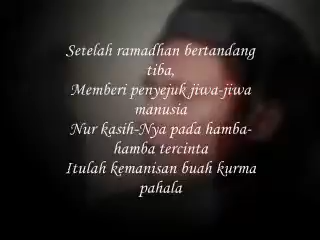 Setelah ramadhan bertandang
tiba,
Memberi penyejuk jiwa-jiwa
manusia
Nur kasih-Nya pada hamba-
hamba tercinta
Itulah kemanisan buah kurma
pahala